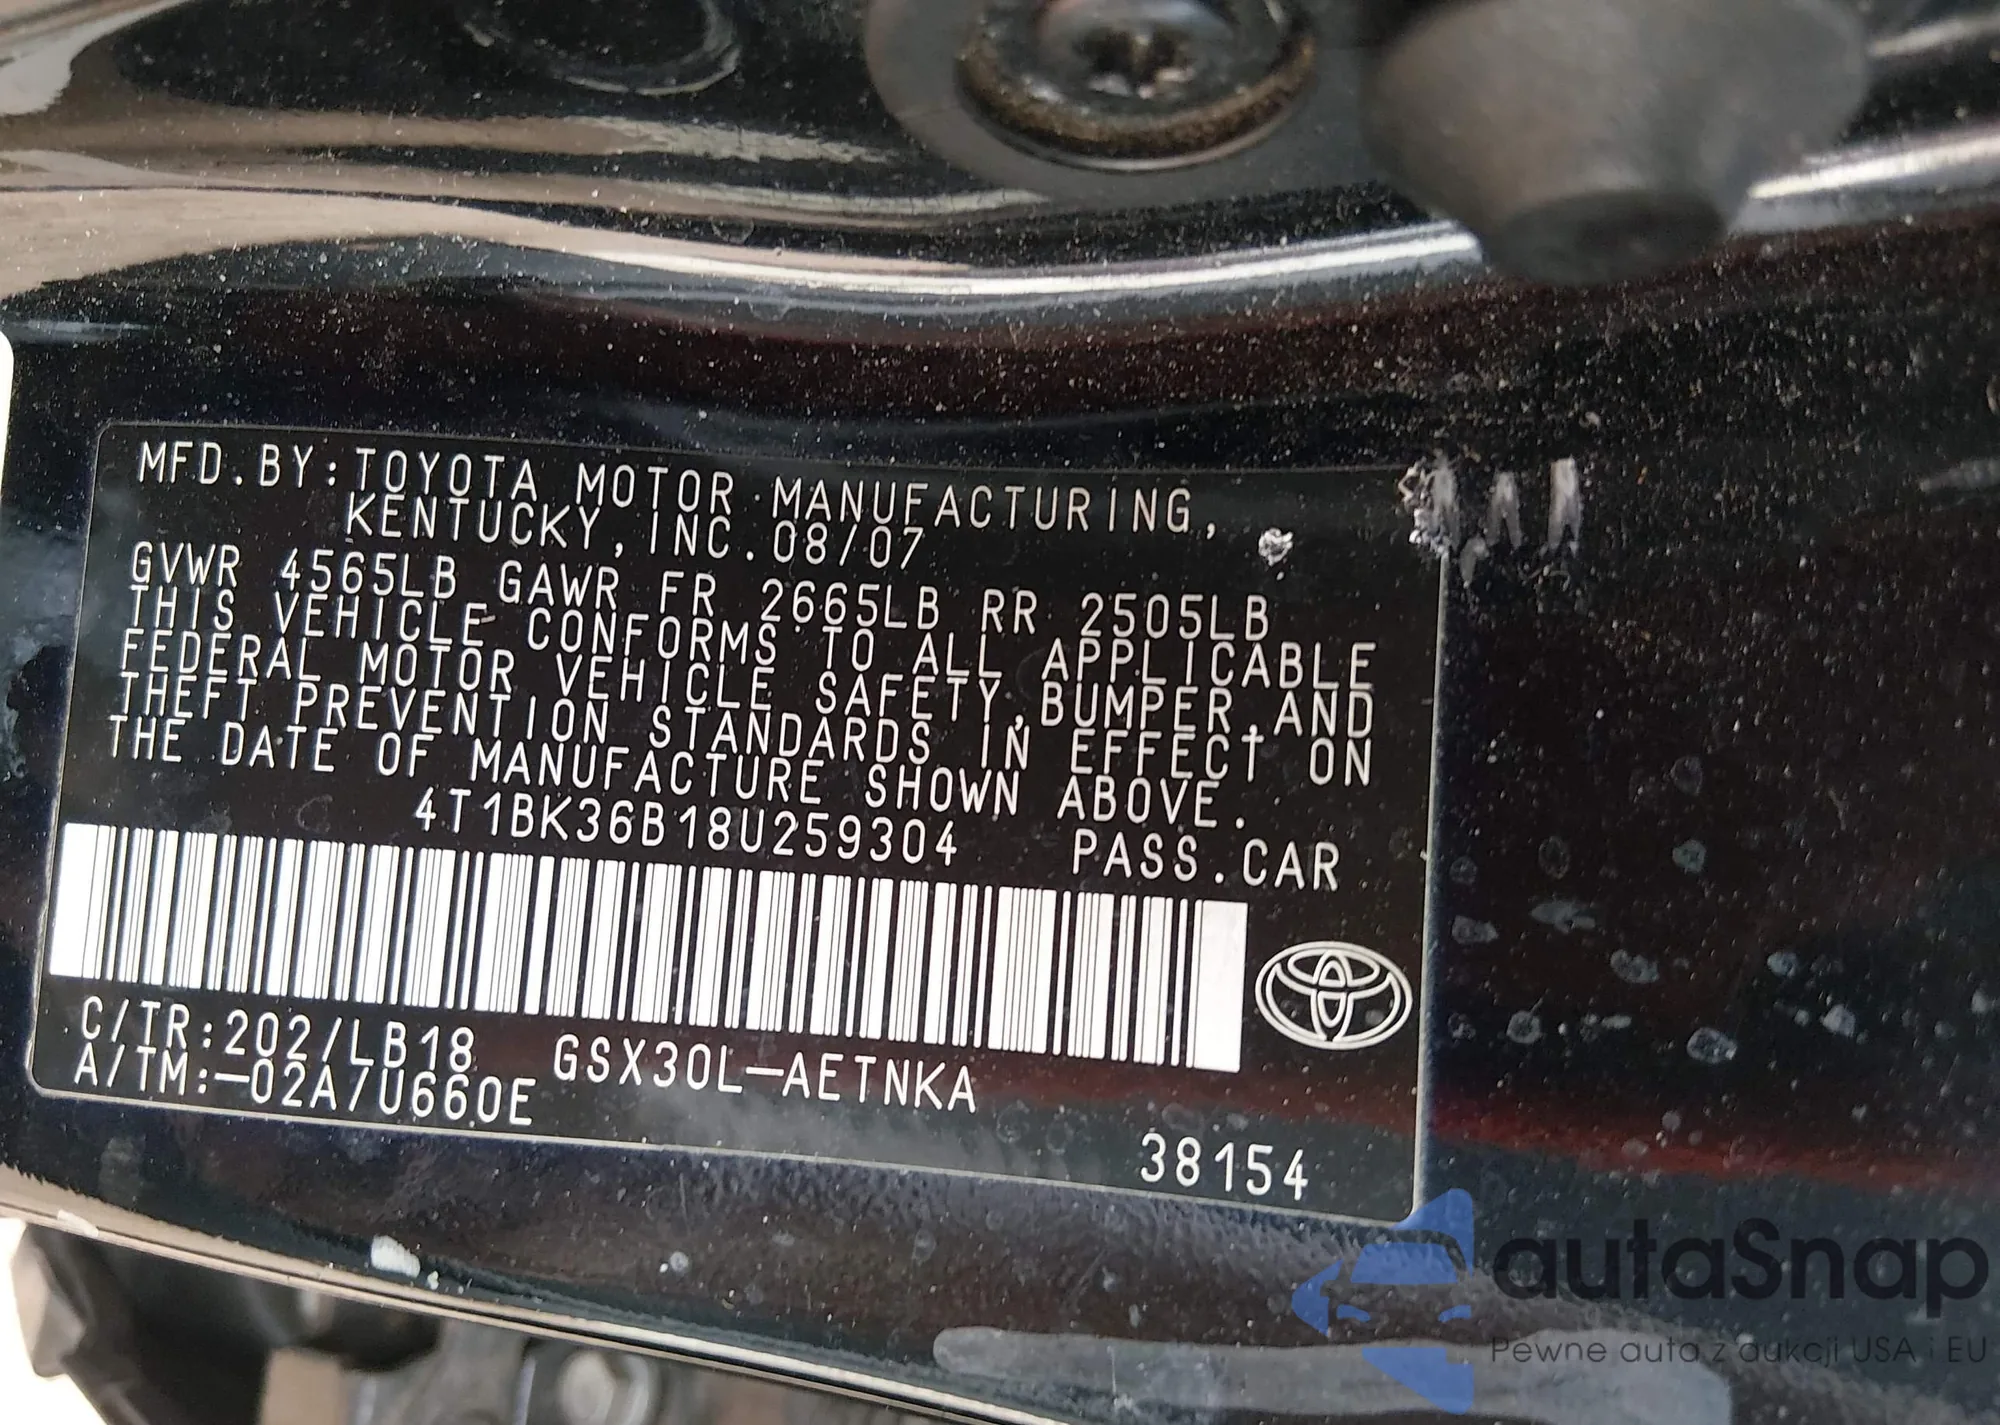 MFD.BY:TOYOTA MOTOR MANUFACTURING,
KENTUCKY,INC.08/07
GVWR 4565LB GAWR FR 2665LB RR 2505LB
THIS VEHICLE CONFORMS TO ALL APPLICABLE
FEDERAL MOTOR VEHICLE SAFETY,BUMPER,AND
THEFT PREVENTION STANDARDS IN EFFECT ON
THE DATE OF MANUFACTURE SHOWN ABOVE.
4T1BK36B18U259304 PASS.CAR
C/TR:202/LB18 GSX30L-AETNKA
A/TM:-02A/U660E
38154
autaSnap
Pewne auta z aukcji USA i EU